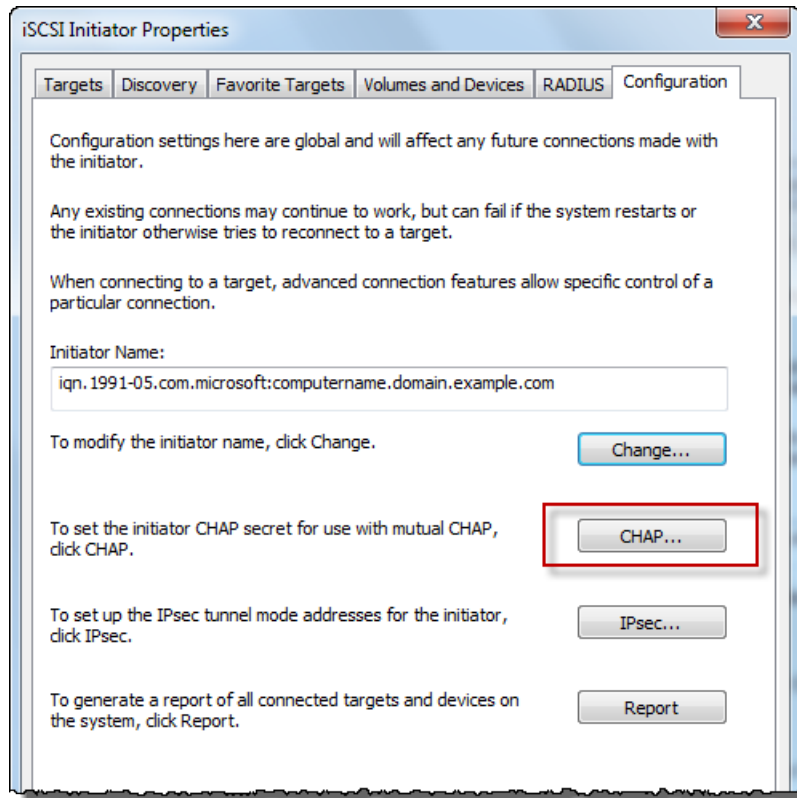 iSCSI Initiator Properties
Targets Discovery Favorite Targets Volumes and Devices RADIUS Configuration
Configuration settings here are global and will affect any future connections made with
the initiator.
Any existing connections may continue to work, but can fail if the system restarts or
the initiator otherwise tries to reconnect to a target.
When connecting to a target, advanced connection features allow specific control of a
particular connection.
Initiator Name:
iqn.1991-05.com.microsoft:computername.domain.example.com
To modify the initiator name, click Change.
Change...
To set the initiator CHAP secret for use with mutual CHAP,
click CHAP.
CHAP...
To set up the IPsec tunnel mode addresses for the initiator,
click IPsec.
IPsec...
To generate a report of all connected targets and devices on
the system, click Report.
Report